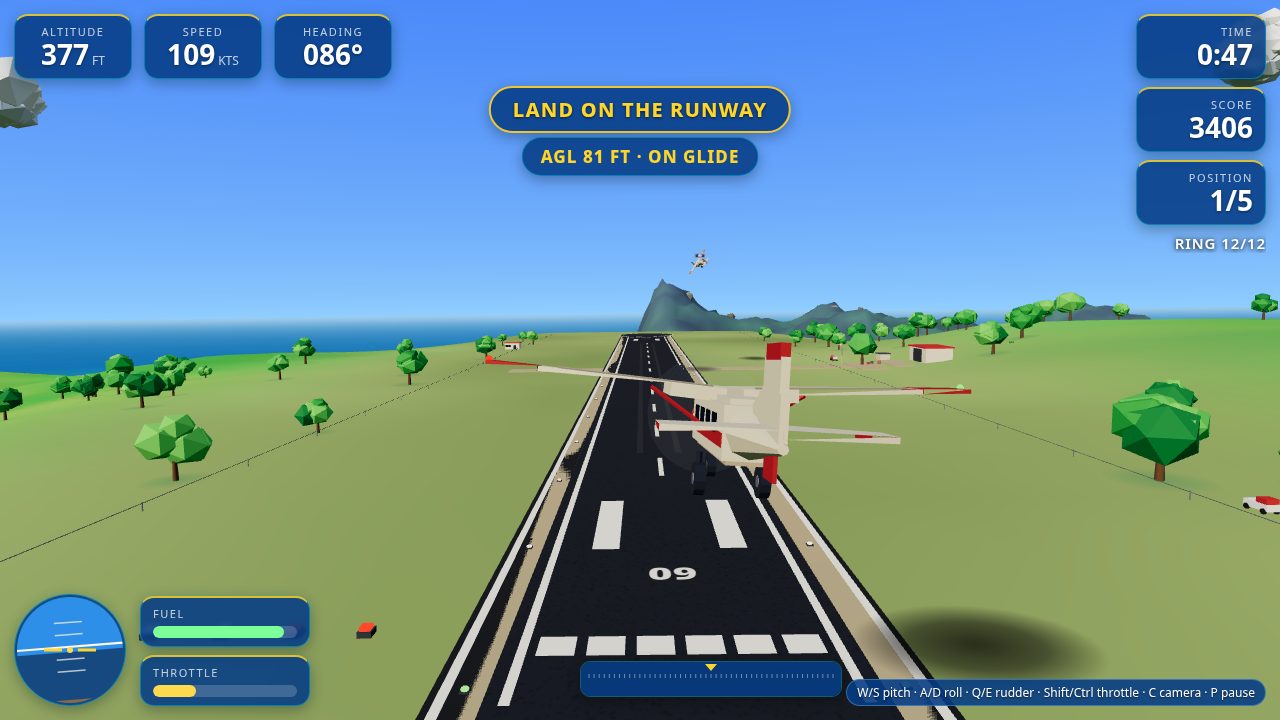 ALTITUDE
377 FT
SPEED
109 KTS
HEADING
086°
TIME
0:47
LAND ON THE RUNWAY
SCORE
3406
AGL 81 FT · ON GLIDE
POSITION
1/5
RING 12/12
09
FUEL
THROTTLE
W/S pitch · A/D roll · Q/E rudder · Shift/Ctrl throttle · C camera · P pause